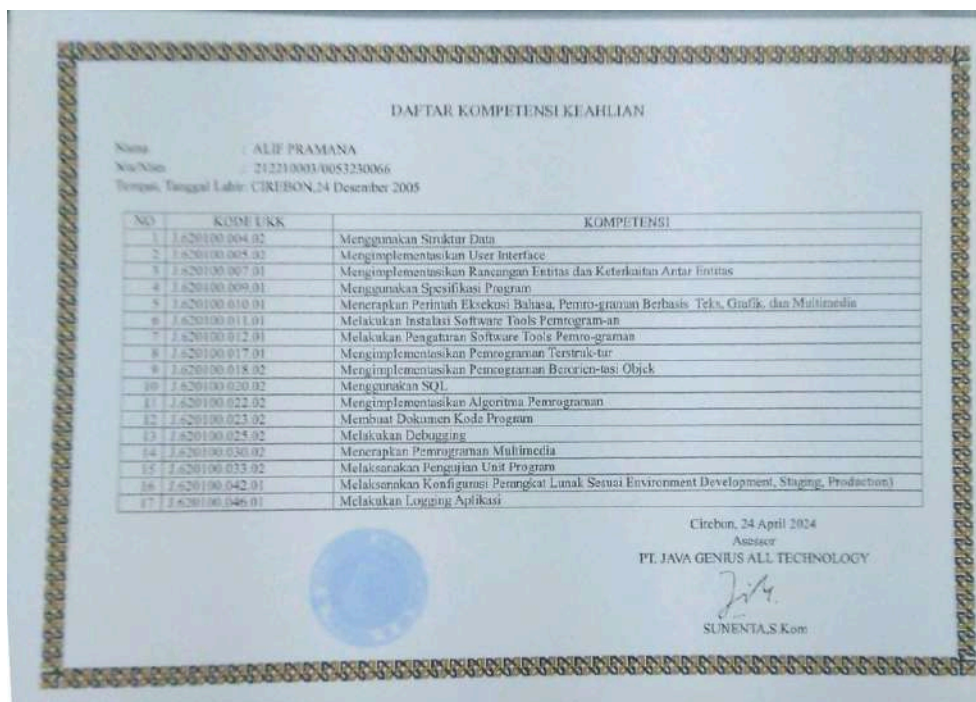 DAFTAR KOMPETENSI KEAHLIAN
Nama : ALIF PRAMANA
Nis/Nisn : 212210003/0053230066
Tempat, Tanggal Lahir: CIREBON,24 Desember 2005
NO KODE UKK KOMPETENSI
1 J.620100.004.02 Menggunakan Struktur Data
2 J.620100.005.02 Mengimplementasikan User Interface
3 J.620100.007.01 Mengimplementasikan Rancangan Entitas dan Keterkaitan Antar Entitas
4 J.620100.009.01 Menggunakan Spesifikasi Program
5 J.620100.010.01 Menerapkan Perintah Eksekusi Bahasa, Pemro-graman Berbasis Teks, Grafik, dan Multimedia
6 J.620100.011.01 Melakukan Instalasi Software Tools Pemrogram-an
7 J.620100.012.01 Melakukan Pengaturan Software Tools Pemro-graman
8 J.620100.017.01 Mengimplementasikan Pemrograman Terstruk-tur
9 J.620100.018.02 Mengimplementasikan Pemrograman Berorien-tasi Objek
10 J.620100.020.02 Menggunakan SQL
11 J.620100.022.02 Mengimplementasikan Algoritma Pemrograman
12 J.620100.023.02 Membuat Dokumen Kode Program
13 J.620100.025.02 Melakukan Debugging
14 J.620100.030.02 Menerapkan Pemrograman Multimedia
15 J.620100.033.02 Melaksanakan Pengujian Unit Program
16 J.620100.042.01 Melaksanakan Konfigurasi Perangkat Lunak Sesuai Environment Development, Staging, Production)
17 J.620100.046.01 Melakukan Logging Aplikasi
Cirebon, 24 April 2024
Asessor
PT. JAVA GENIUS ALL TECHNOLOGY
SUNENTA,S.Kom